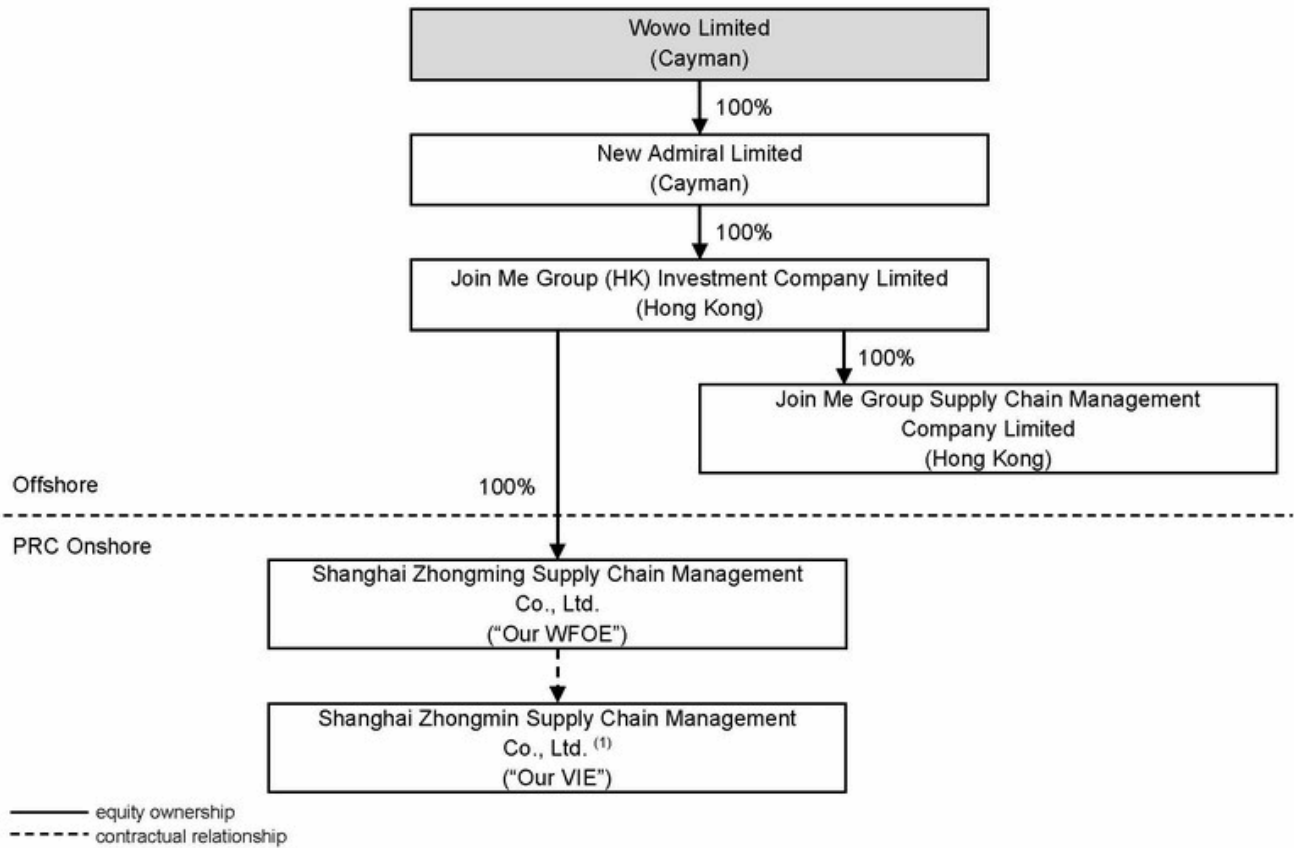 Wowo Limited
(Cayman)
100%
New Admiral Limited
(Cayman)
100%
Join Me Group (HK) Investment Company Limited
(Hong Kong)
100%
Join Me Group Supply Chain Management
Company Limited
(Hong Kong)
Offshore
100%
PRC Onshore
Shanghai Zhongming Supply Chain Management
Co., Ltd.
(“Our WFOE”)
Shanghai Zhongmin Supply Chain Management
Co., Ltd. (1)
(“Our VIE”)
equity ownership
contractual relationship